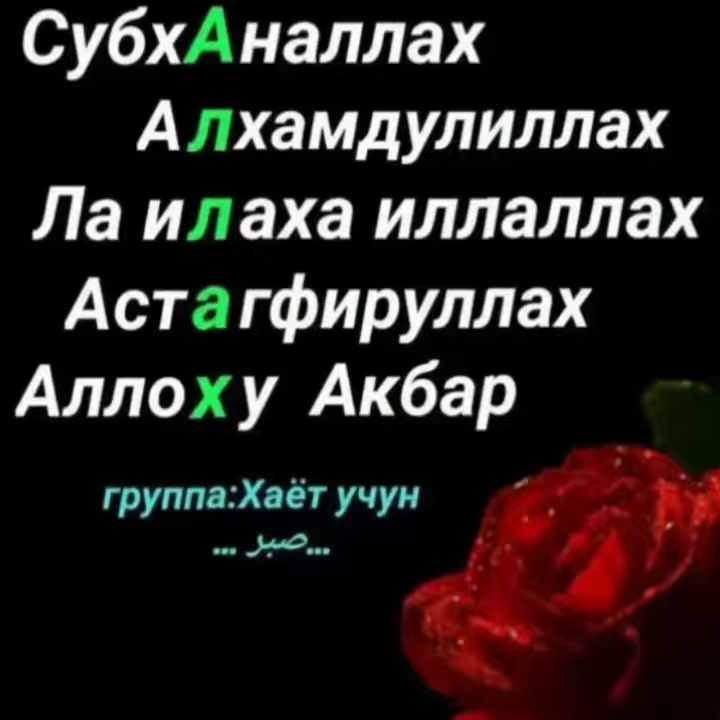 СубхАналлах
Алхамдулиллах
Ла илаха иллаллах
Астагфируллах
Аллоху Акбар
группа:Хаёт учун
... صبر ...